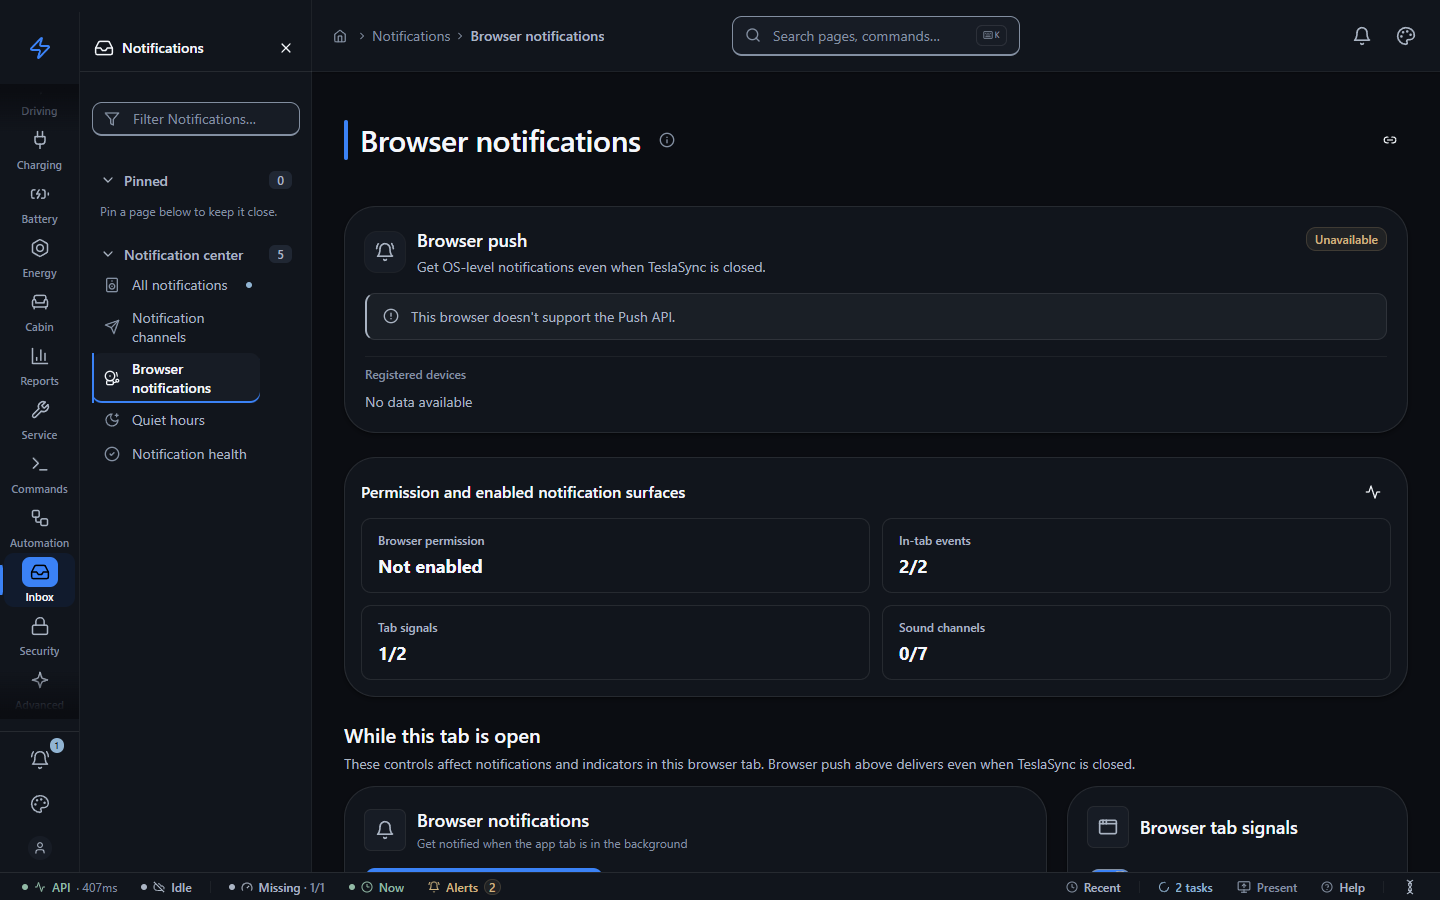 Notifications
Notifications
Browser notifications
Search pages, commands...
K
Driving
Charging
Battery
Energy
Cabin
Reports
Service
Commands
Automation
Inbox
Security
Advanced
1
Filter Notifications...
Pinned
0
Pin a page below to keep it close.
Notification center
5
All notifications
Notification
channels
Browser
notifications
Quiet hours
Notification health
Browser notifications
Browser push
Unavailable
Get OS-level notifications even when TeslaSync is closed.
This browser doesn't support the Push API.
Registered devices
No data available
Permission and enabled notification surfaces
Browser permission
Not enabled
In-tab events
2/2
Tab signals
1/2
Sound channels
0/7
While this tab is open
These controls affect notifications and indicators in this browser tab. Browser push above delivers even when TeslaSync is closed.
Browser notifications
Get notified when the app tab is in the background
Browser tab signals
API · 407ms
Idle
Missing · 1/1
Now
Alerts 2
Recent
2 tasks
Present
Help